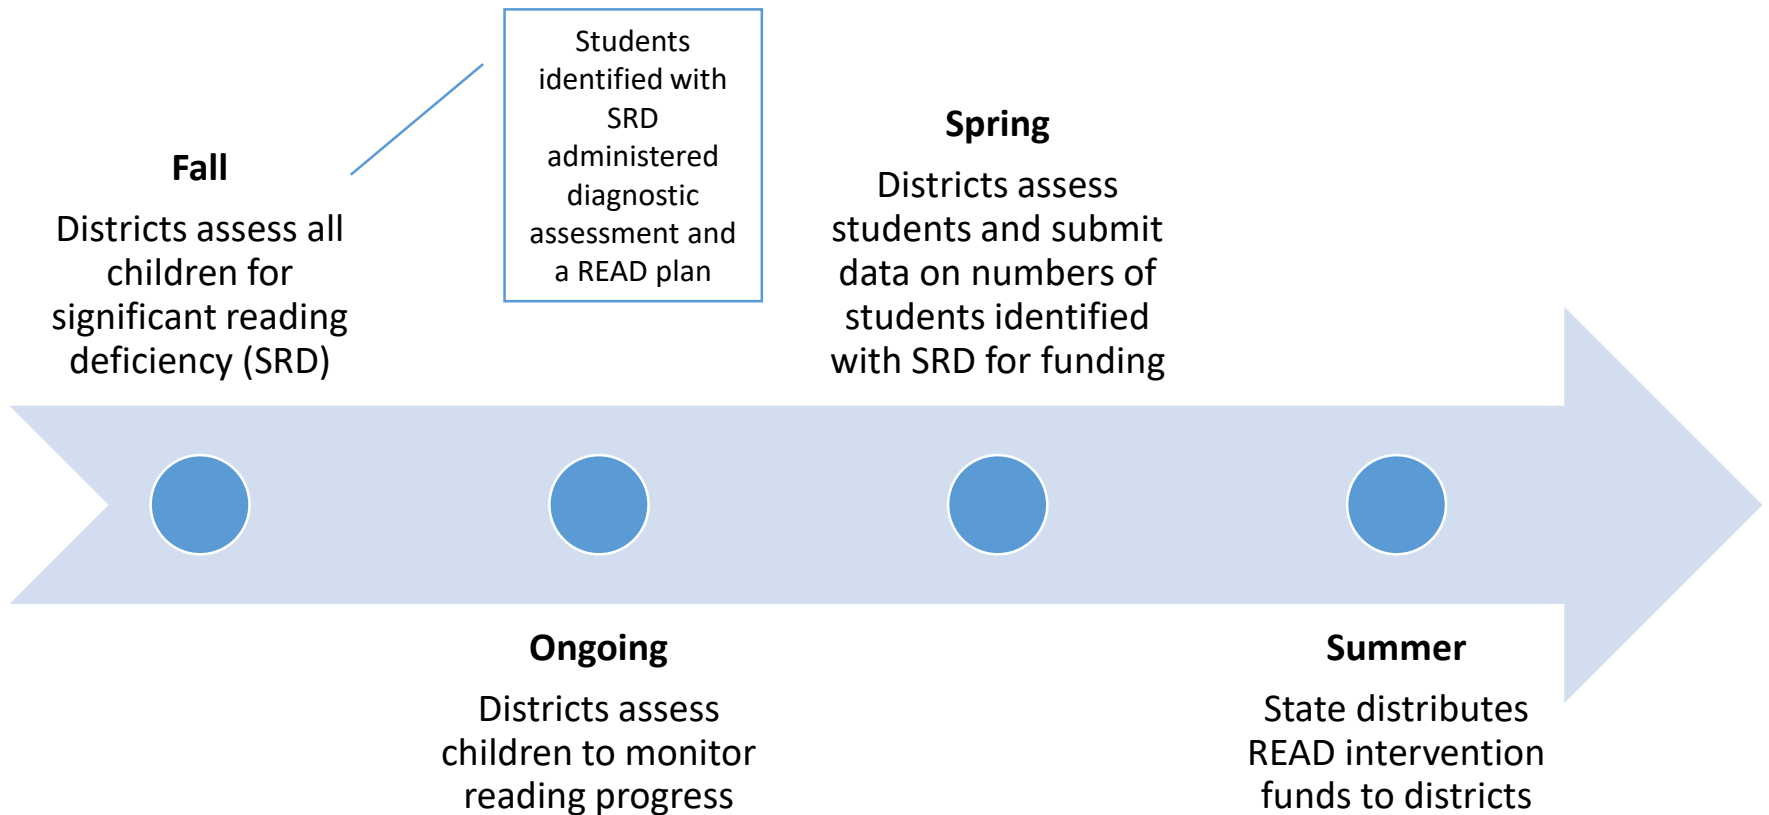 Fall
Districts assess all
children for
significant reading
deficiency (SRD)
Students
identified with
SRD
administered
diagnostic
assessment and
a READ plan
Ongoing
Districts assess
children to monitor
reading progress
Spring
Districts assess
students and submit
data on numbers of
students identified
with SRD for funding
Summer
State distributes
READ intervention
funds to districts